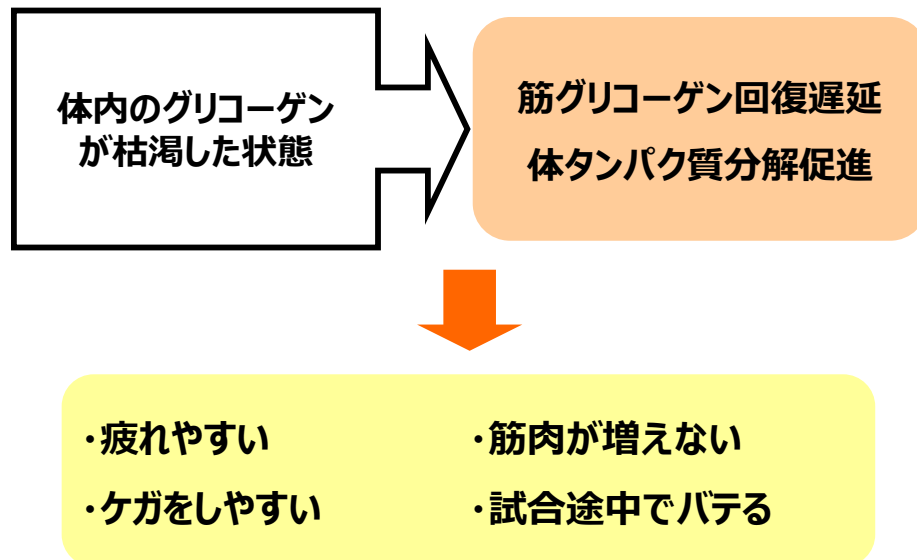 体内のグリコーゲン
が枯渇した状態
筋グリコーゲン回復遅延
体タンパク質分解促進
・疲れやすい
・筋肉が増えない
・ケガをしやすい
・試合途中でバテる